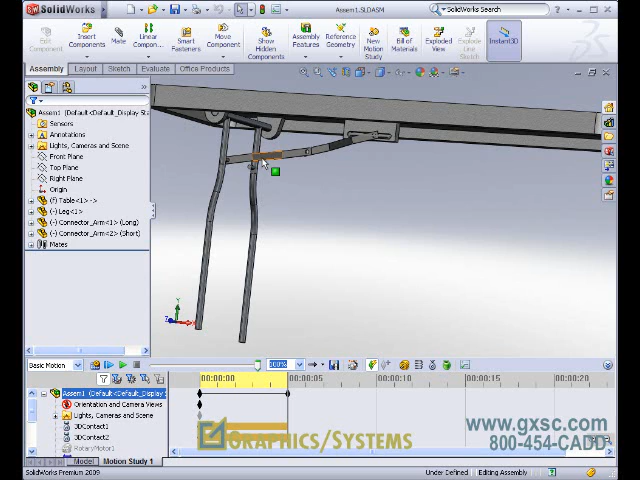 SolidWorks
Assem1.SLDASM
SolidWorks Search
Edit Component
Insert Components
Mate
Linear Compon...
Smart Fasteners
Move Component
Show Hidden Components
Assembly Features
Reference Geometry
New Motion Study
Bill of Materials
Exploded View
Explode Line Sketch
Instant3D
Assembly Layout Sketch Evaluate Office Products
Assem1 (Default<Default_Display Sta
Sensors
Annotations
Lights, Cameras and Scene
Front Plane
Top Plane
Right Plane
Origin
(f) Table<1> ->
(-) Leg<1>
(-) Connector_Arm<1> (Long)
(-) Connector_Arm<2> (Short)
Mates
Y
X
Z
Basic Motion
100%
00:00:00 00:00:05 00:00:10 00:00:15 00:00:20
Assem1 (Default<Default_Display
Orientation and Camera Views
Lights, Cameras and Scene
3DContact1
3DContact2
RotaryMotor1
Graphics/Systems
www.gxsc.com
800-454-CADD
Model Motion Study 1
SolidWorks Premium 2009
Under Defined Editing Assembly